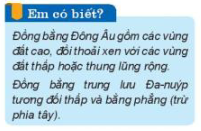 Em có biết?
Đồng bằng Đông Âu gồm các vùng
đất cao, đồi thoải xen với các vùng
đất thấp hoặc thung lũng rộng.
Đồng bằng trung lưu Đa-nuýp
tương đối thấp và bằng phẳng (trừ
phía tây).